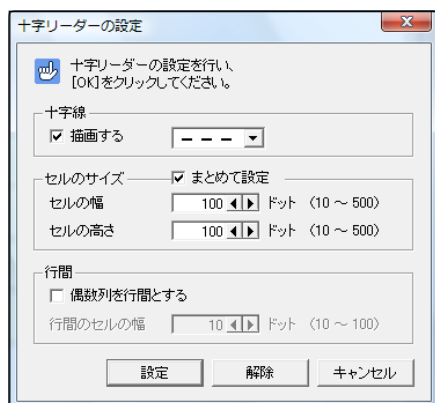 十字リーダーの設定
十字リーダーの設定を行い、
[OK]をクリックしてください。
十字線
描画する
セルのサイズ まとめて設定
セルの幅 100 ドット (10 ～ 500)
セルの高さ 100 ドット (10 ～ 500)
行間
偶数列を行間とする
行間のセルの幅 10 ドット (10 ～ 100)
設定 解除 キャンセル